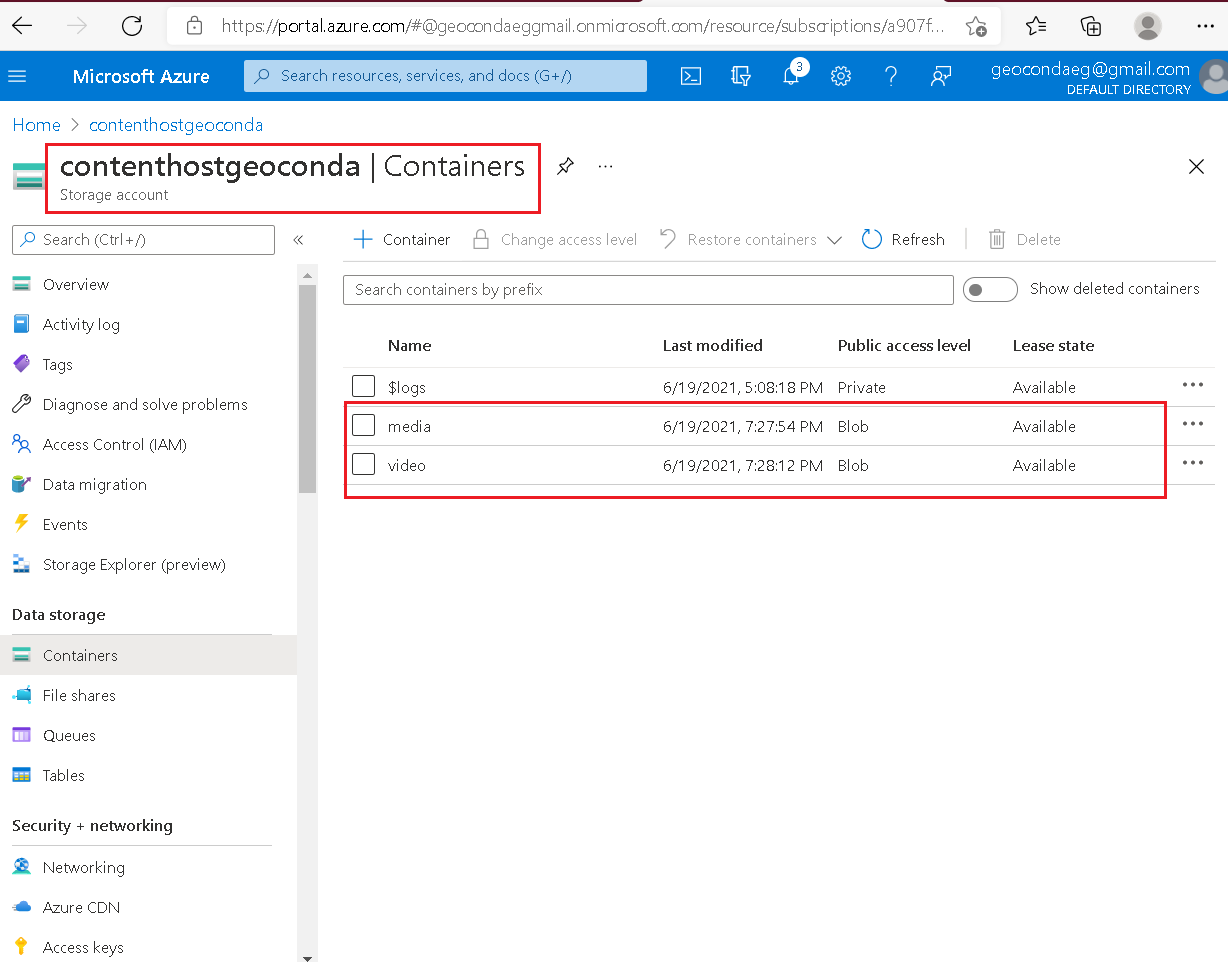 https://portal.azure.com/#@geocondaeggmail.onmicrosoft.com/resource/subscriptions/a907f...
Microsoft Azure
Search resources, services, and docs (G+/)
3
geocondaeg@gmail.com
DEFAULT DIRECTORY
Home > contenthostgeoconda
contenthostgeoconda | Containers
Storage account
Search (Ctrl+/)
Overview
Activity log
Tags
Diagnose and solve problems
Access Control (IAM)
Data migration
Events
Storage Explorer (preview)
Data storage
Containers
File shares
Queues
Tables
Security + networking
Networking
Azure CDN
Access keys
Container Change access level Restore containers Refresh Delete
Search containers by prefix
Show deleted containers
Name Last modified Public access level Lease state
$logs 6/19/2021, 5:08:18 PM Private Available
media 6/19/2021, 7:27:54 PM Blob Available
video 6/19/2021, 7:28:12 PM Blob Available